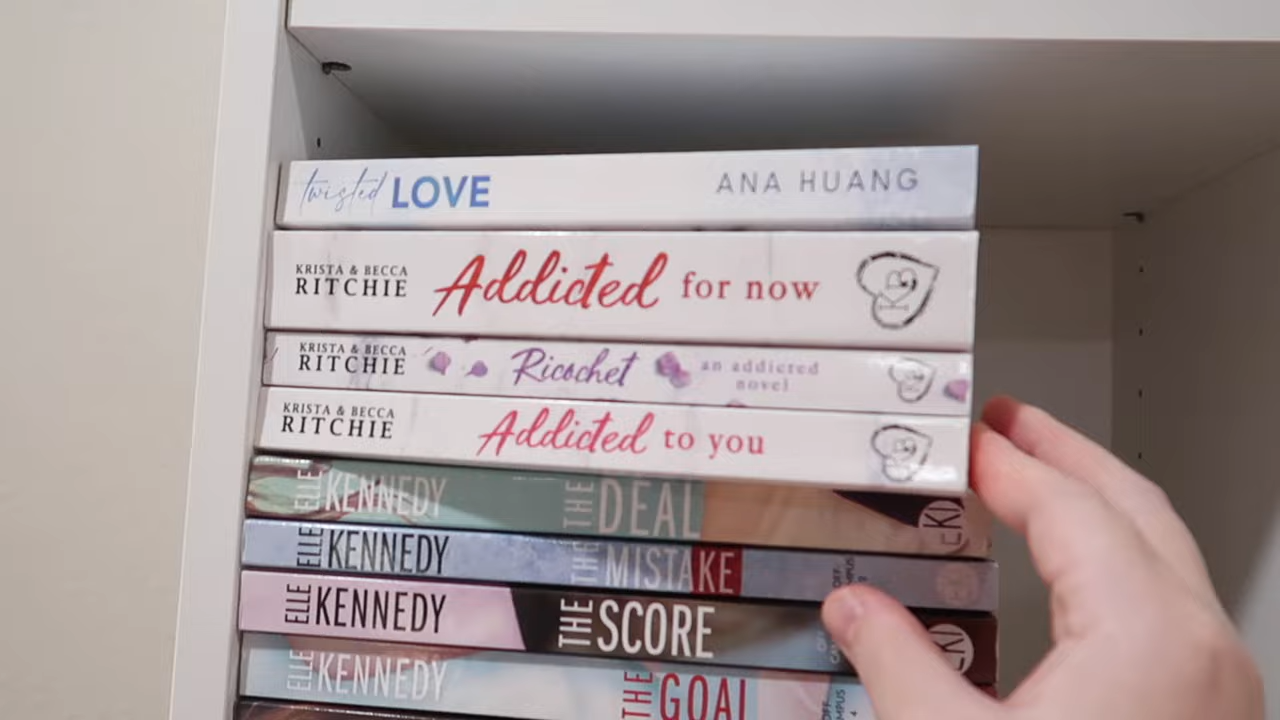 twisted LOVE ANA HUANG
KRISTA & BECCA
RITCHIE Addicted for now
KRISTA & BECCA
RITCHIE Ricochet an addicted
novel
KRISTA & BECCA
RITCHIE Addicted to you
ELLE KENNEDY THE DEAL
ELLE KENNEDY THE MISTAKE
ELLE KENNEDY THE SCORE
ELLE KENNEDY THE GOAL